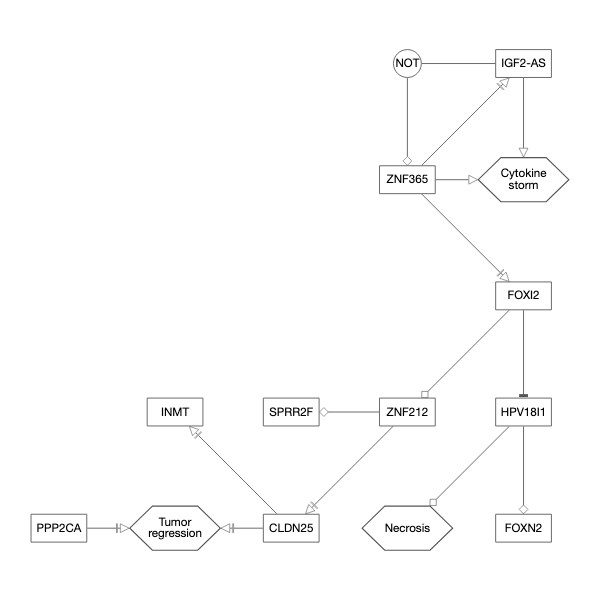 NOT
IGF2-AS
ZNF365
Cytokine
storm
FOXI2
INMT
SPRR2F
ZNF212
HPV18I1
PPP2CA
Tumor
regression
CLDN25
Necrosis
FOXN2